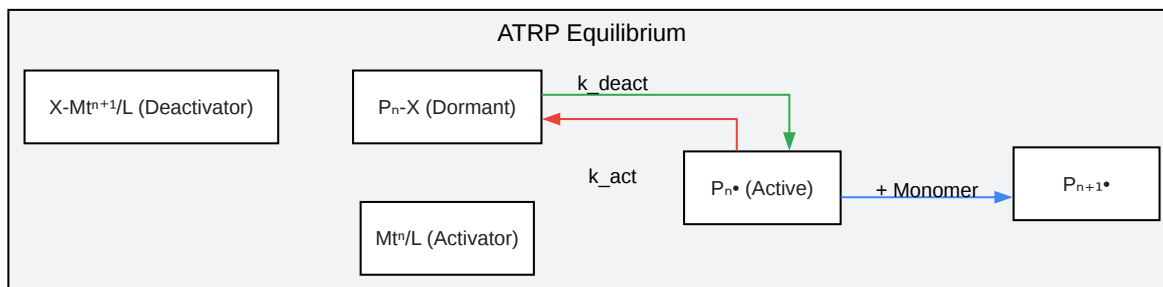 ATRP Equilibrium
X-Mtⁿ⁺¹/L (Deactivator)
Pₙ-X (Dormant)
k_deact
k_act
Pₙ• (Active)
+ Monomer
Pₙ₊₁•
Mtⁿ/L (Activator)